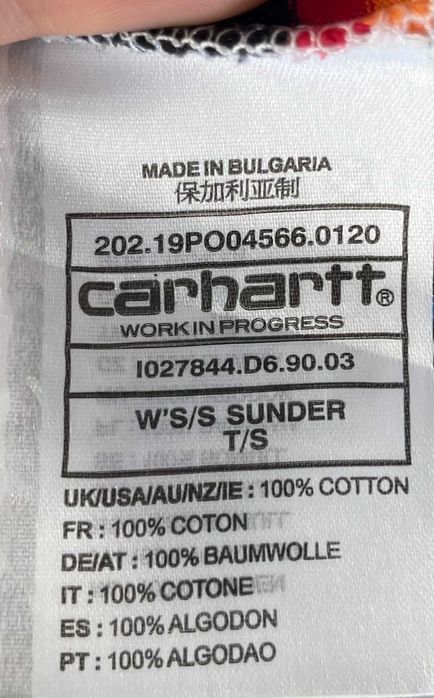 MADE IN BULGARIA
保加利亚制
202.19PO04566.0120
carhartt®
WORK IN PROGRESS
I027844.D6.90.03
W'S/S SUNDER
T/S
UK/USA/AU/NZ/IE : 100% COTTON
FR : 100% COTON
DE/AT : 100% BAUMWOLLE
IT : 100% COTONE
ES : 100% ALGODON
PT : 100% ALGODAO